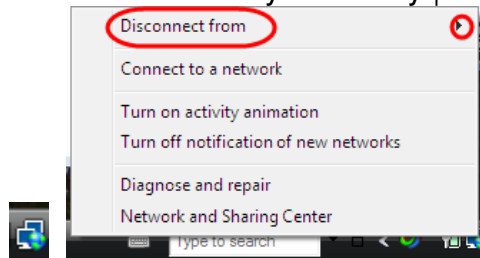 Disconnect from
Connect to a network
Turn on activity animation
Turn off notification of new networks
Diagnose and repair
Network and Sharing Center
Type to search